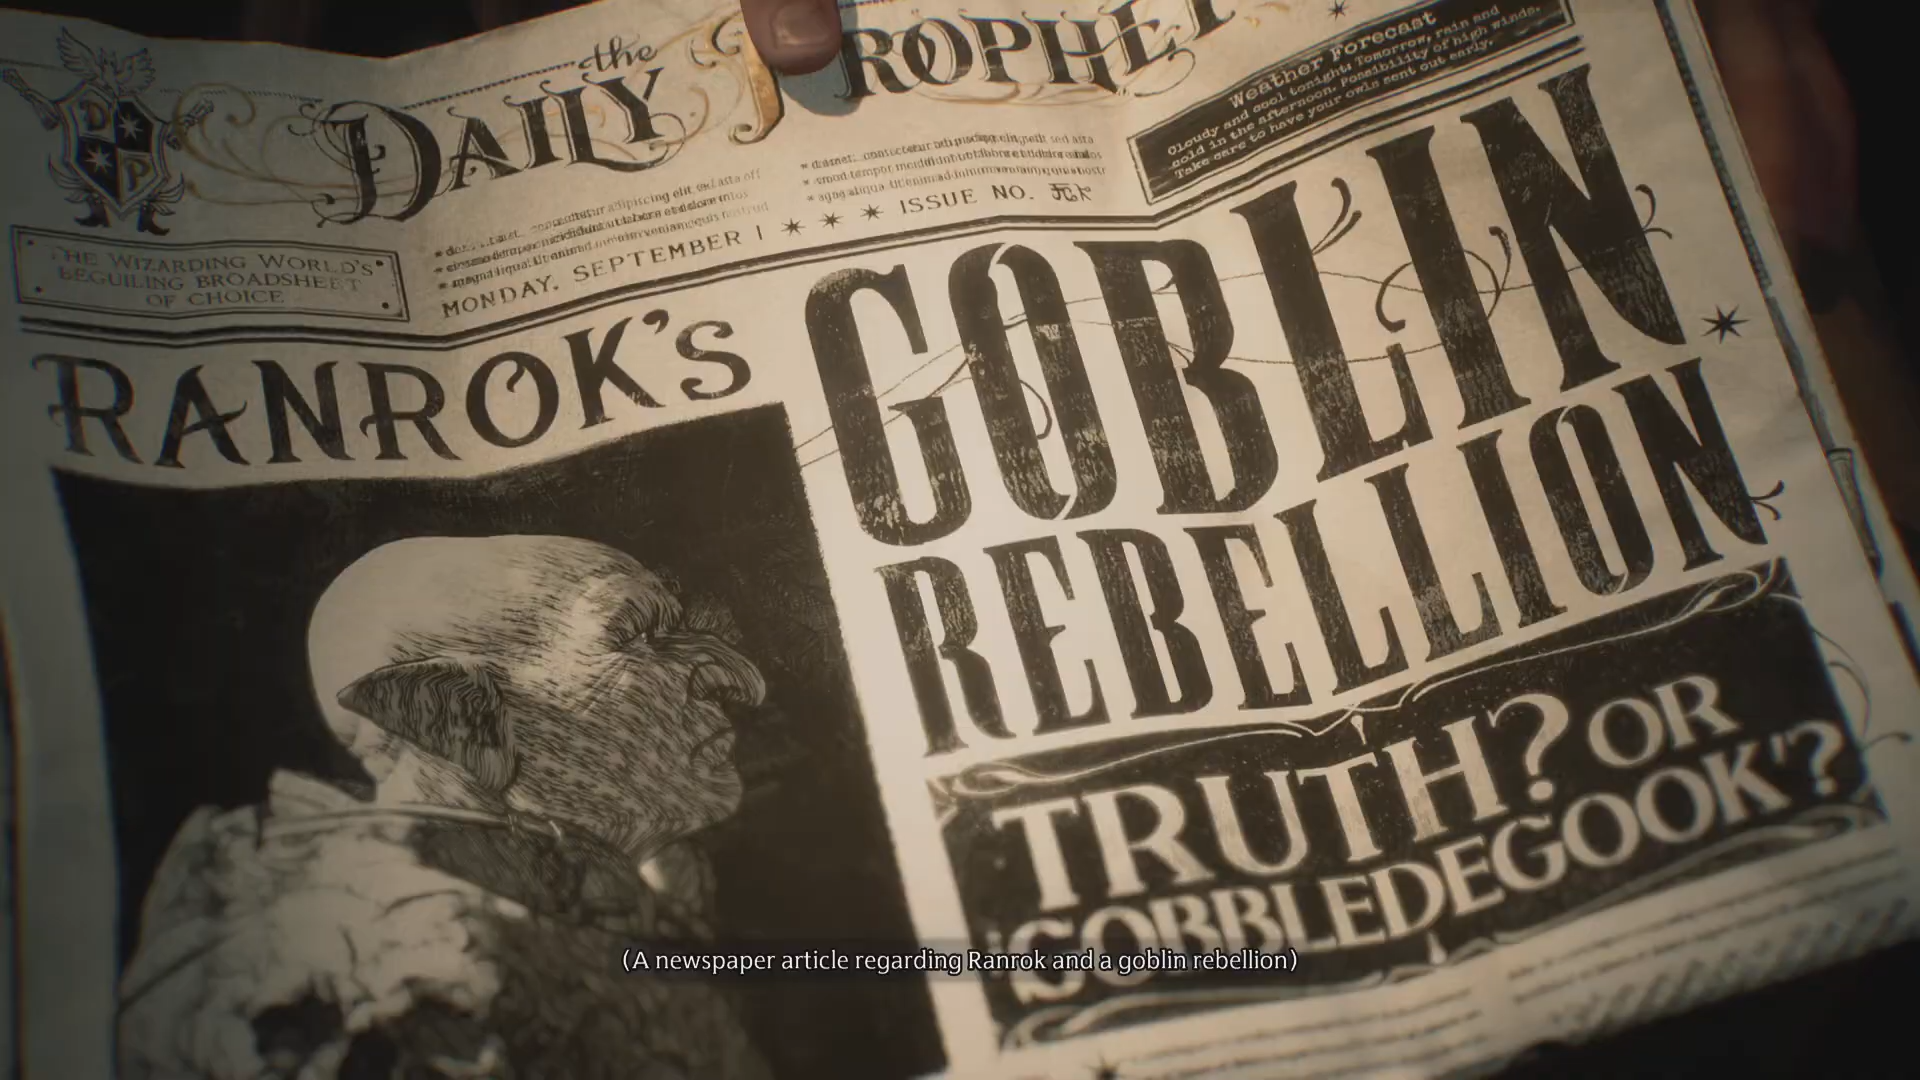 the
DAILY PROPHET
D
P
Weather Forecast
Cloudy and cool tonight: Tomorrow, rain and
cold in the afternoon. Possibility of high winds.
Take care to have your owls sent out early.
THE WIZARDING WORLD'S
BEGUILING BROADSHEET
OF CHOICE
MONDAY, SEPTEMBER 1
ISSUE NO.
RANROK'S
GOBLIN
REBELLION
TRUTH? OR
'GOBBLEDEGOOK'?
(A newspaper article regarding Ranrok and a goblin rebellion)